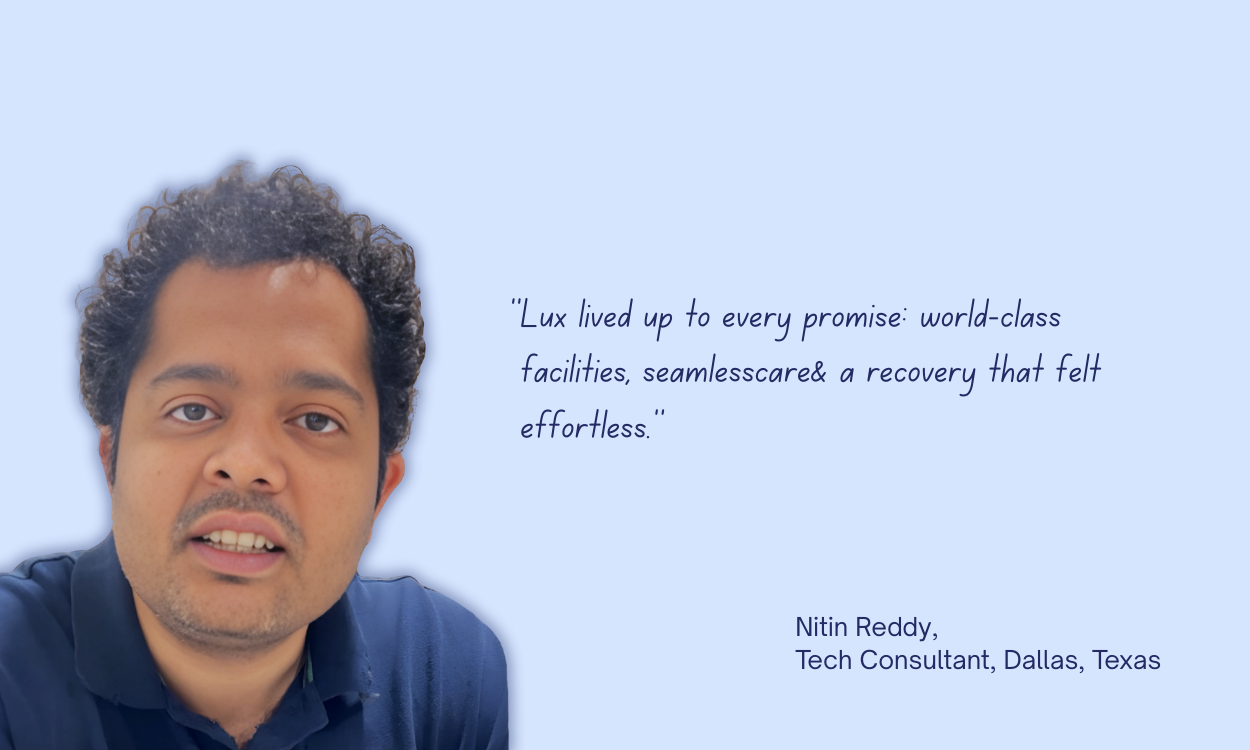 "Lux lived up to every promise: world-class
facilities, seamlesscare& a recovery that felt
effortless."
Nitin Reddy,
Tech Consultant, Dallas, Texas